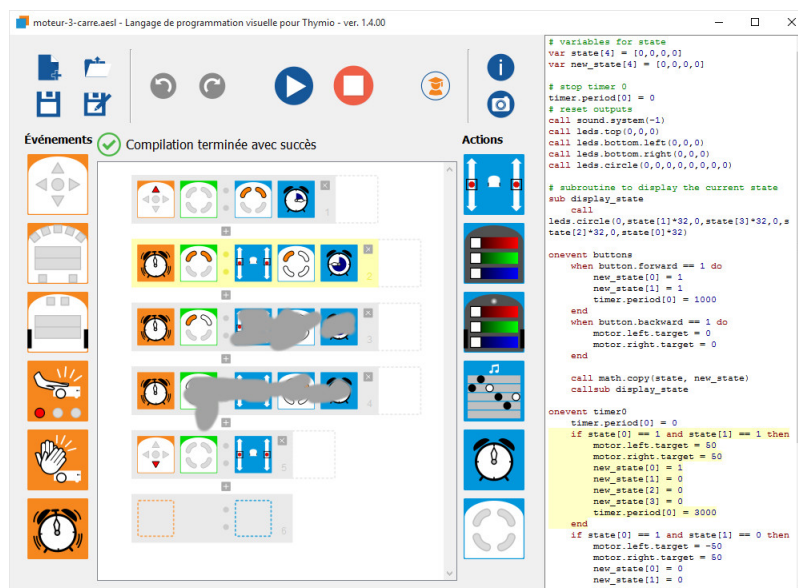 moteur-3-carre.aesl - Langage de programmation visuelle pour Thymio - ver. 1.4.00
Événements
Compilation terminée avec succès
Actions
1
2
3
4
5
6
# variables for state
var state[4] = [0,0,0,0]
var new_state[4] = [0,0,0,0]
# stop timer 0
timer.period[0] = 0
# reset outputs
call sound.system(-1)
call leds.top(0,0,0)
call leds.bottom.left(0,0,0)
call leds.bottom.right(0,0,0)
call leds.circle(0,0,0,0,0,0,0,0)
# subroutine to display the current state
sub display_state
call
leds.circle(0,state[1]*32,0,state[3]*32,0,s
tate[2]*32,0,state[0]*32)
onevent buttons
when button.forward == 1 do
new_state[0] = 1
new_state[1] = 1
timer.period[0] = 1000
end
when button.backward == 1 do
motor.left.target = 0
motor.right.target = 0
end
call math.copy(state, new_state)
callsub display_state
onevent timer0
timer.period[0] = 0
if state[0] == 1 and state[1] == 1 then
motor.left.target = 50
motor.right.target = 50
new_state[0] = 1
new_state[1] = 0
new_state[2] = 0
new_state[3] = 0
timer.period[0] = 3000
end
if state[0] == 1 and state[1] == 0 then
motor.left.target = -50
motor.right.target = 50
new_state[0] = 0
new_state[1] = 0